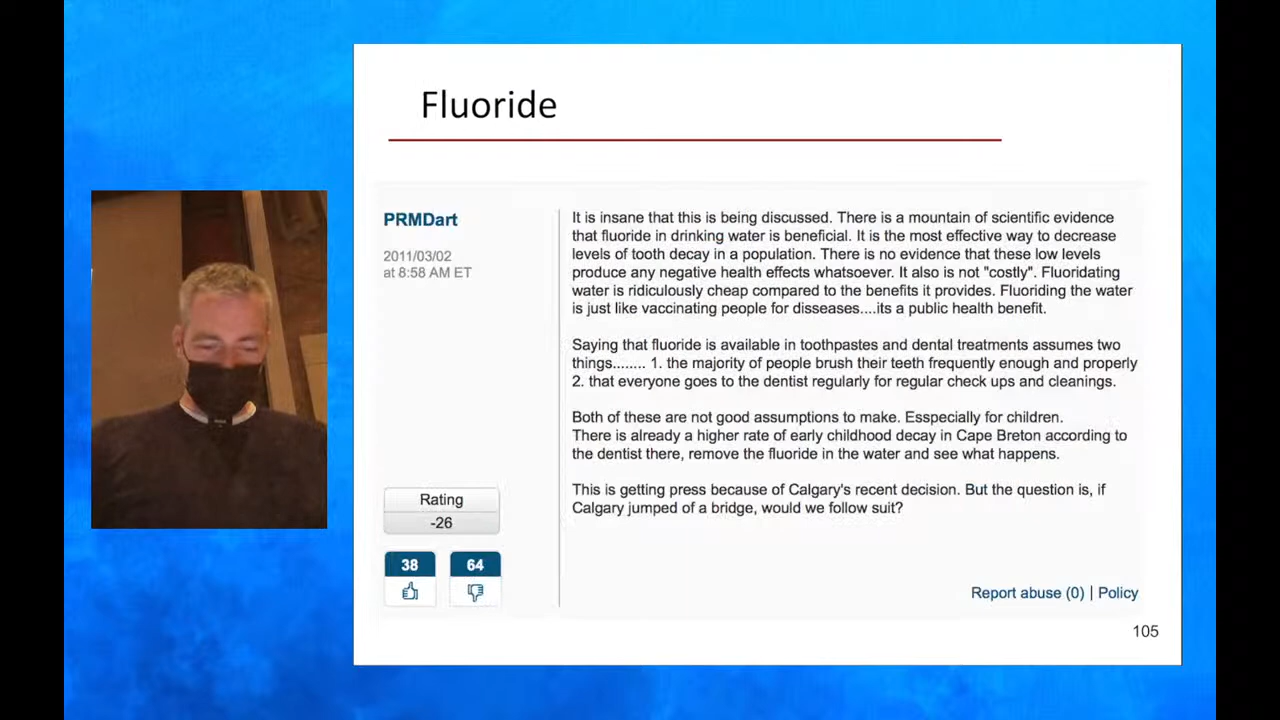 Fluoride
PRMDart
2011/03/02
at 8:58 AM ET
It is insane that this is being discussed. There is a mountain of scientific evidence
that fluoride in drinking water is beneficial. It is the most effective way to decrease
levels of tooth decay in a population. There is no evidence that these low levels
produce any negative health effects whatsoever. It also is not "costly". Fluoridating
water is ridiculously cheap compared to the benefits it provides. Fluoriding the water
is just like vaccinating people for disseases....its a public health benefit.
Saying that fluoride is available in toothpastes and dental treatments assumes two
things........ 1. the majority of people brush their teeth frequently enough and properly
2. that everyone goes to the dentist regularly for regular check ups and cleanings.
Both of these are not good assumptions to make. Esspecially for children.
There is already a higher rate of early childhood decay in Cape Breton according to
the dentist there, remove the fluoride in the water and see what happens.
This is getting press because of Calgary's recent decision. But the question is, if
Calgary jumped of a bridge, would we follow suit?
Rating
-26
38 64
Report abuse (0) | Policy
105